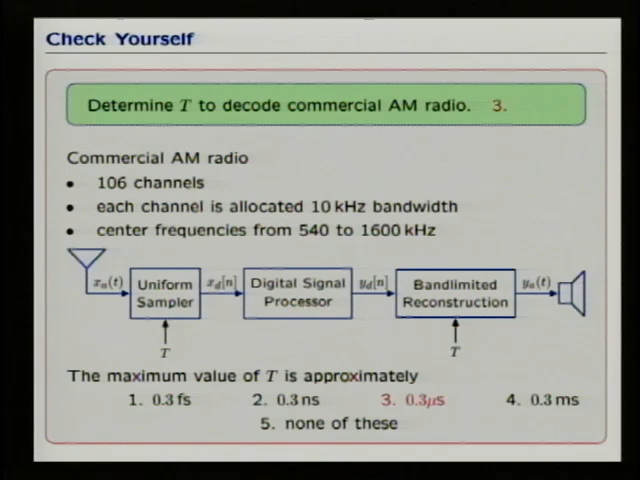 Check Yourself
Determine T to decode commercial AM radio. 3.
Commercial AM radio
• 106 channels
• each channel is allocated 10 kHz bandwidth
• center frequencies from 540 to 1600 kHz
xₐ(t) Uniform Sampler x_d[n] Digital Signal Processor y_d[n] Bandlimited Reconstruction yₐ(t)
T T
The maximum value of T is approximately
1. 0.3 fs 2. 0.3 ns 3. 0.3 μs 4. 0.3 ms
5. none of these